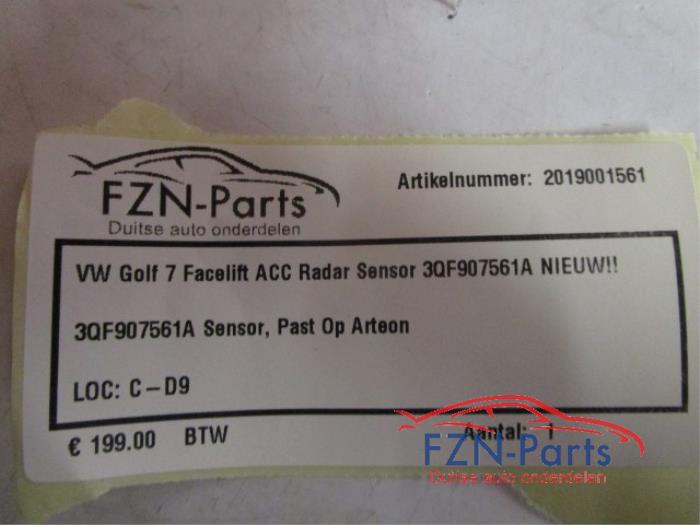 FZN-Parts
Duitse auto onderdelen
Artikelnummer: 2019001561
VW Golf 7 Facelift ACC Radar Sensor 3QF907561A NIEUW!!
3QF907561A Sensor, Past Op Arteon
LOC: C-D9
€ 199.00 BTW
Aantal: 1
FZN-Parts
Duitse auto onderdelen